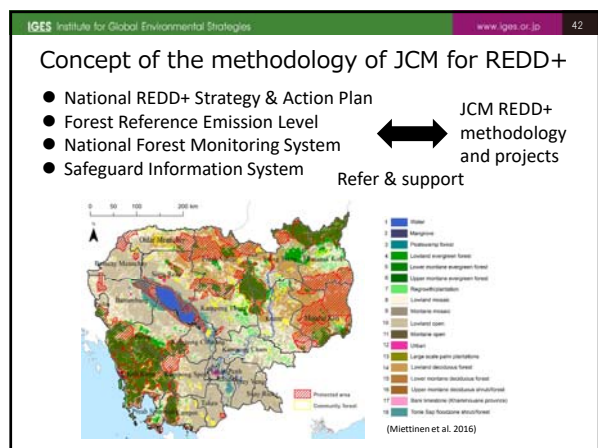 IGES Institute for Global Environmental Strategies
www.iges.or.jp
42
Concept of the methodology of JCM for REDD+
● National REDD+ Strategy & Action Plan
● Forest Reference Emission Level
● National Forest Monitoring System
● Safeguard Information System
JCM REDD+
methodology
and projects
Refer & support
0 50 100 200 km
N
1 Water
2 Mangrove
3 Peatswamp forest
4 Lowland evergreen forest
5 Lower montane evergreen forest
6 Upper montane evergreen forest
7 Regrowth/plantation
8 Lowland mosaic
9 Montane mosaic
10 Lowland open
11 Montane open
12 Urban
13 Large scale palm plantations
14 Lowland deciduous forest
15 Lower montane deciduous forest
16 Upper montane deciduous shrub/forest
17 Bare limestone (Khammouane province)
18 Tonle Sap floodzone shrub/forest
Protected area
Community forest
(Miettinen et al. 2016)